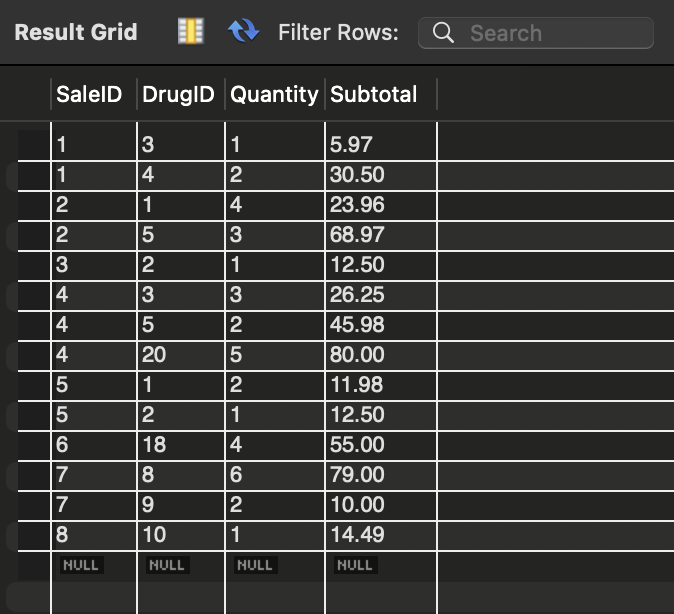 Result Grid Filter Rows: Search
SaleID DrugID Quantity Subtotal
1 3 1 5.97
1 4 2 30.50
2 1 4 23.96
2 5 3 68.97
3 2 1 12.50
4 3 3 26.25
4 5 2 45.98
4 20 5 80.00
5 1 2 11.98
5 2 1 12.50
6 18 4 55.00
7 8 6 79.00
7 9 2 10.00
8 10 1 14.49
NULL NULL NULL NULL